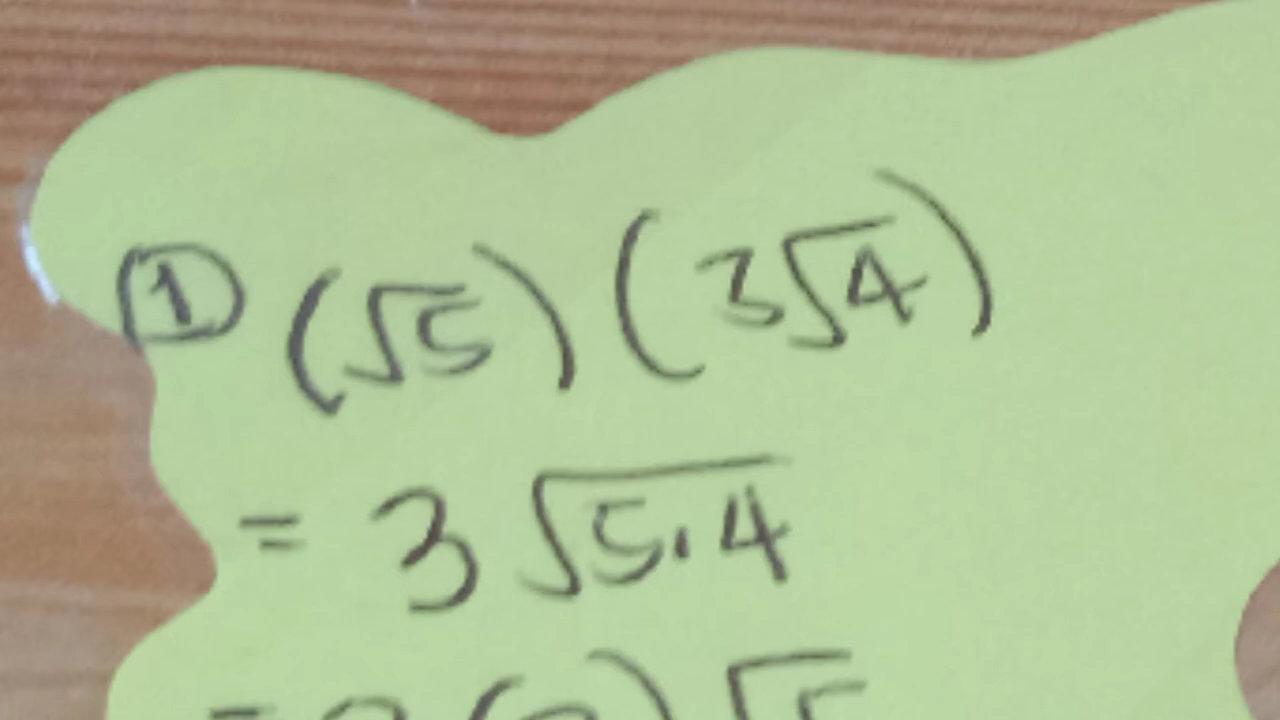 ① (√5) (3√4)
= 3 √5.4